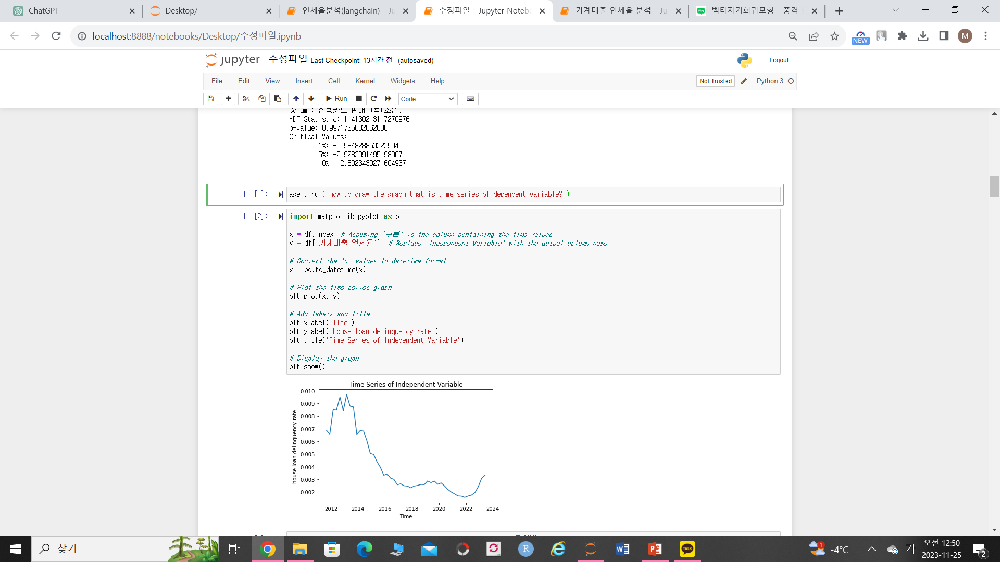 ChatGPT
Desktop/
연체율분석(langchain) - Ju
수정파일 - Jupyter Notebo
가계대출 연체율 분석 - Ju
벡터자기회귀모형 - 충격-
localhost:8888/notebooks/Desktop/수정파일.ipynb
NEW
M
jupyter 수정파일 Last Checkpoint: 13시간 전 (autosaved)
Logout
File Edit View Insert Cell Kernel Widgets Help
Not Trusted
Python 3
Run
Code
Column: 신용카드 판매신용(조원)
ADF Statistic: 1.4130213117278976
p-value: 0.9971725002062006
Critical Values:
1%: -3.584828853223594
5%: -2.9282991495198907
10%: -2.6023438271604937
--------------------
In [ ]: agent.run("how to draw the graph that is time series of dependent variable?")
In [2]: import matplotlib.pyplot as plt
x = df.index # Assuming '구분' is the column containing the time values
y = df['가계대출 연체율'] # Replace 'Independent_Variable' with the actual column name
# Convert the 'x' values to datetime format
x = pd.to_datetime(x)
# Plot the time series graph
plt.plot(x, y)
# Add labels and title
plt.xlabel('Time')
plt.ylabel('house loan delinquency rate')
plt.title('Time Series of Independent Variable')
# Display the graph
plt.show()
Time Series of Independent Variable
house loan delinquency rate
0.010
0.009
0.008
0.007
0.006
0.005
0.004
0.003
0.002
2012 2014 2016 2018 2020 2022 2024
Time
찾기
R
TALK
1
-4°C
가
오전 12:50
2023-11-25
2